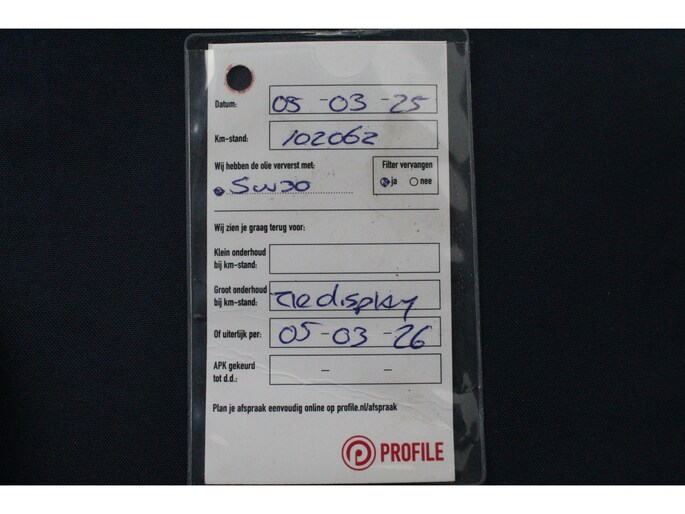 Datum: 05-03-25
Km-stand: 102062
Wij hebben de olie ververst met: Filter vervangen
5W30 ja nee
Wij zien je graag terug voor:
Klein onderhoud
bij km-stand:
Groot onderhoud
bij km-stand: zie display
Of uiterlijk per: 05-03-26
APK gekeurd
tot d.d.: - -
Plan je afspraak eenvoudig online op profile.nl/afspraak
PROFILE